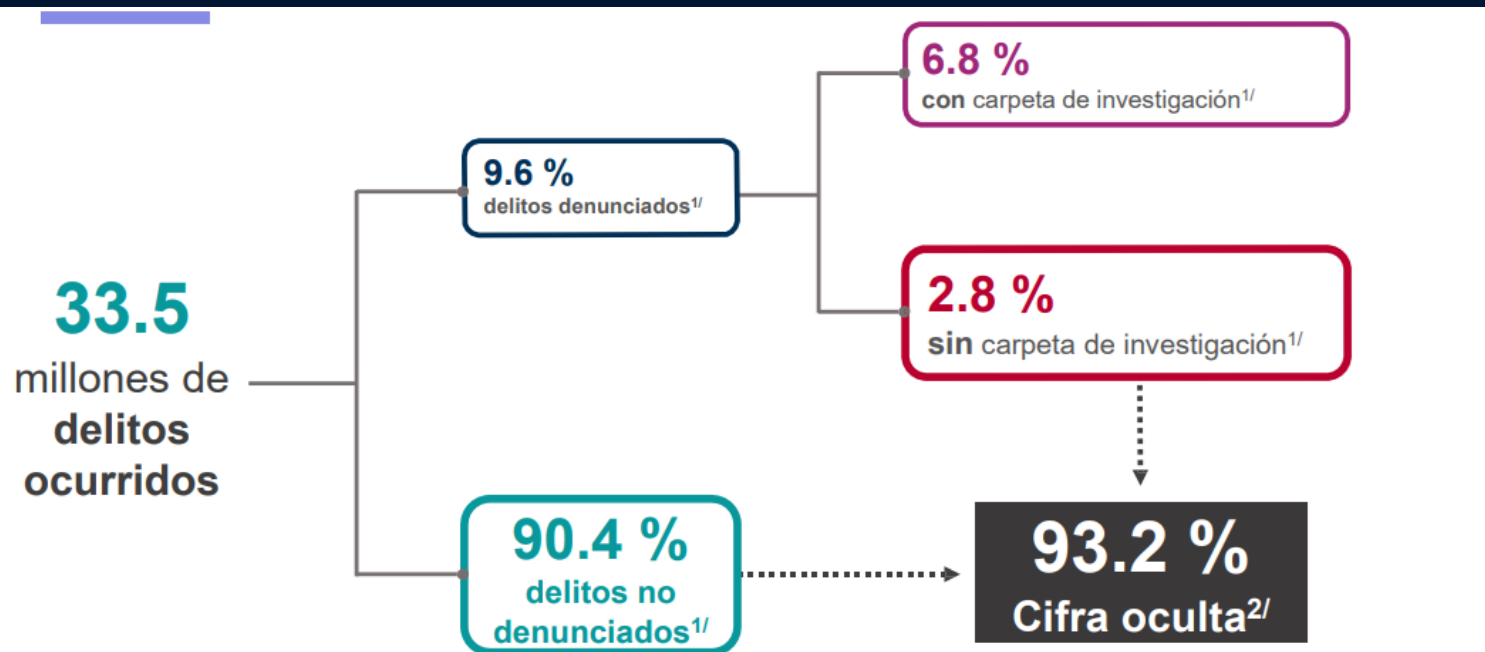 6.8 %
con carpeta de investigación1/
9.6 %
delitos denunciados1/
2.8 %
sin carpeta de investigación1/
33.5
millones de
delitos
ocurridos
90.4 %
delitos no
denunciados1/
93.2 %
Cifra oculta2/